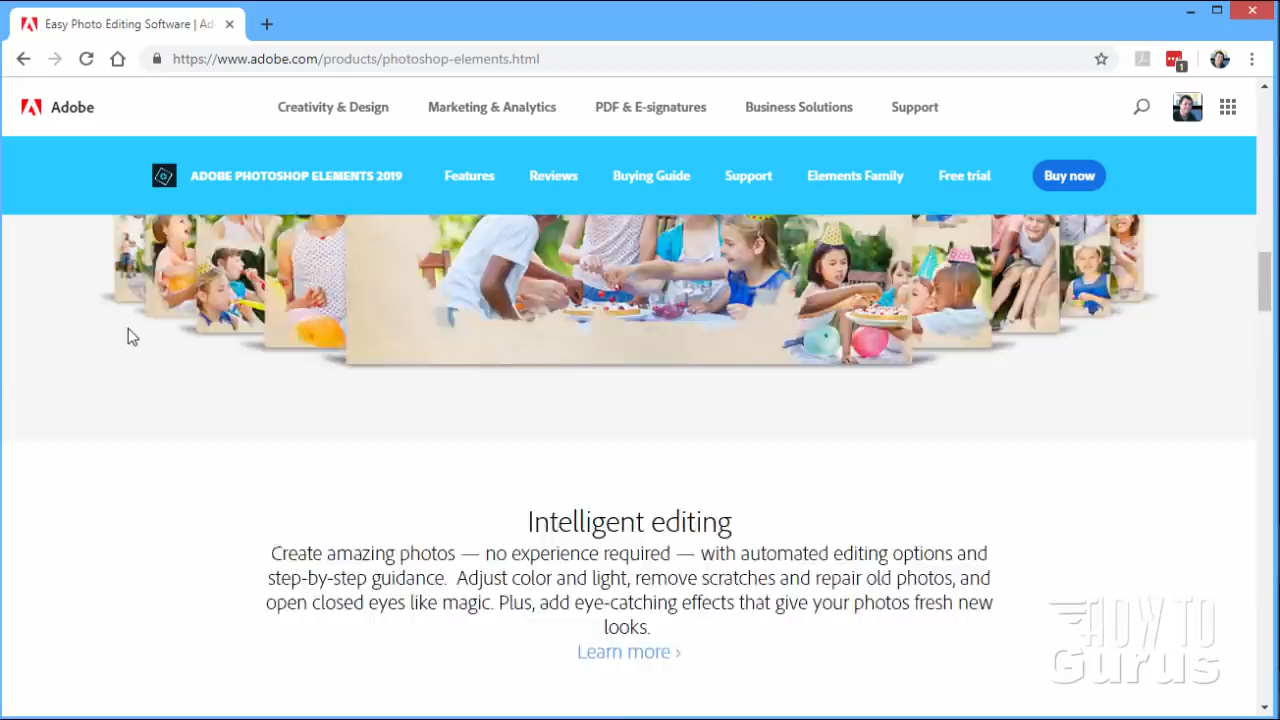 Easy Photo Editing Software | Ad
https://www.adobe.com/products/photoshop-elements.html
1
Adobe
Creativity & Design
Marketing & Analytics
PDF & E-signatures
Business Solutions
Support
ADOBE PHOTOSHOP ELEMENTS 2019
Features
Reviews
Buying Guide
Support
Elements Family
Free trial
Buy now
Intelligent editing
Create amazing photos — no experience required — with automated editing options and
step-by-step guidance. Adjust color and light, remove scratches and repair old photos, and
open closed eyes like magic. Plus, add eye-catching effects that give your photos fresh new
looks.
Learn more ›
HOW TO
Gurus